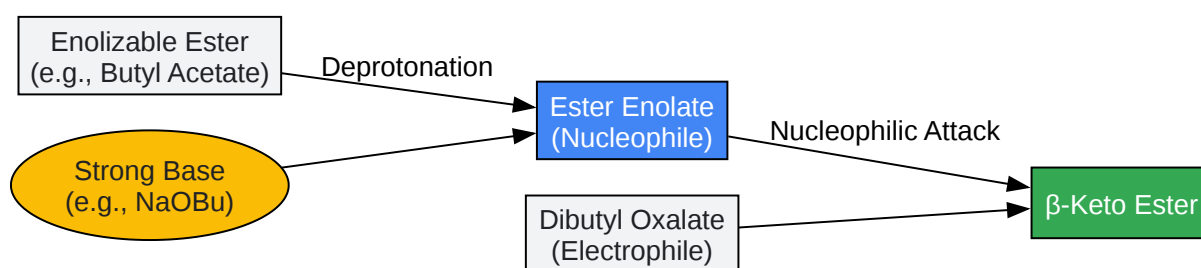 Enolizable Ester
(e.g., Butyl Acetate)
Deprotonation
Strong Base
(e.g., NaOBu)
Ester Enolate
(Nucleophile)
Nucleophilic Attack
Dibutyl Oxalate
(Electrophile)
β-Keto Ester